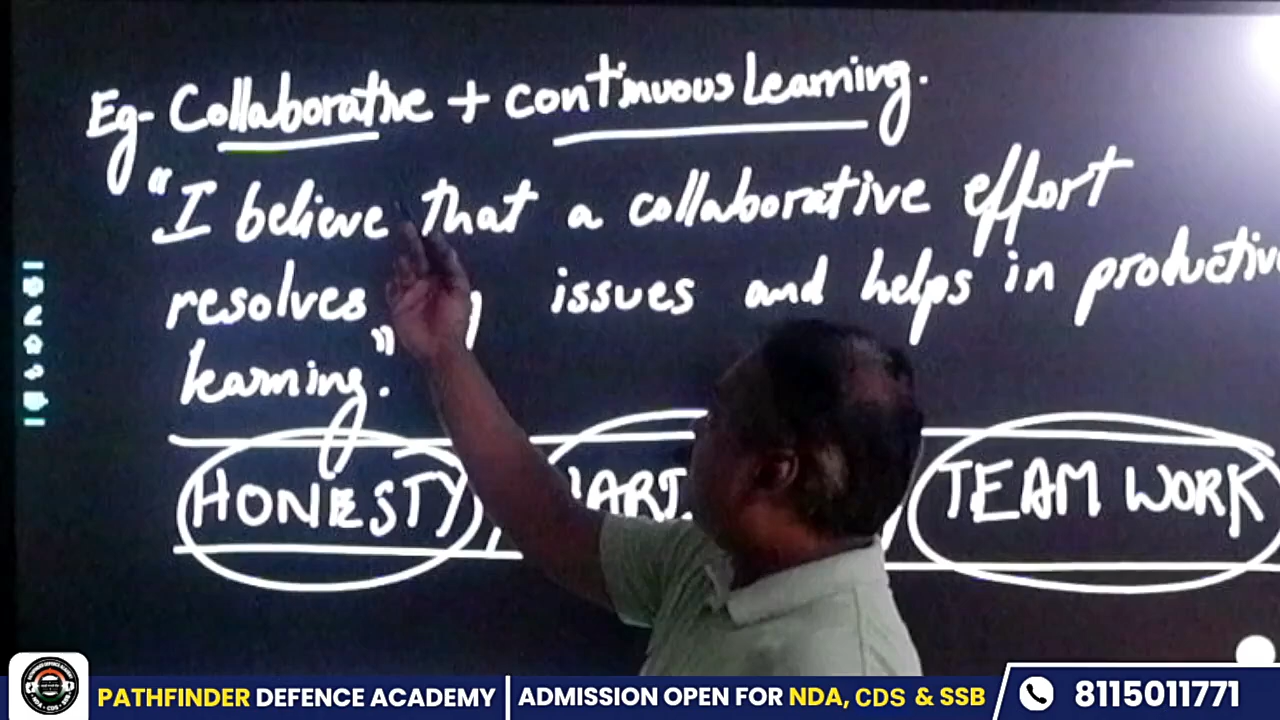 Eg- Collaborative + continuous Learning.
"I believe that a collaborative effort
resolves issues and helps in productive
learning."
HONESTY, TEAM WORK
PATHFINDER DEFENCE ACADEMY ADMISSION OPEN FOR NDA, CDS & SSB 8115011771